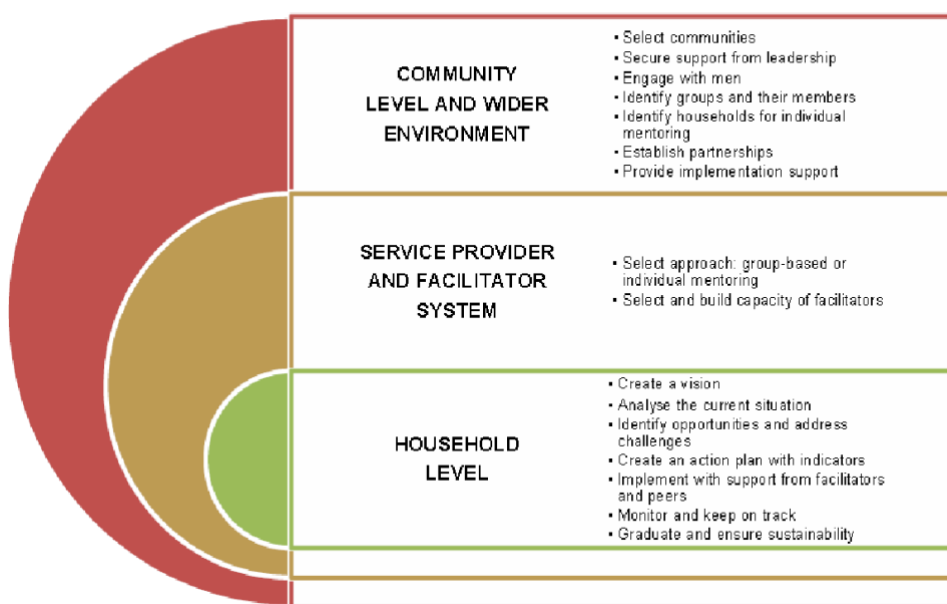 COMMUNITY
LEVEL AND WIDER
ENVIRONMENT
• Select communities
• Secure support from leadership
• Engage with men
• Identify groups and their members
• Identify households for individual
mentoring
• Establish partnerships
• Provide implementation support
SERVICE PROVIDER
AND FACILITATOR
SYSTEM
• Select approach: group-based or
individual mentoring
• Select and build capacity of facilitators
HOUSEHOLD
LEVEL
• Create a vision
• Analyse the current situation
• Identify opportunities and address
challenges
• Create an action plan with indicators
• Implement with support from facilitators
and peers
• Monitor and keep on track
• Graduate and ensure sustainability